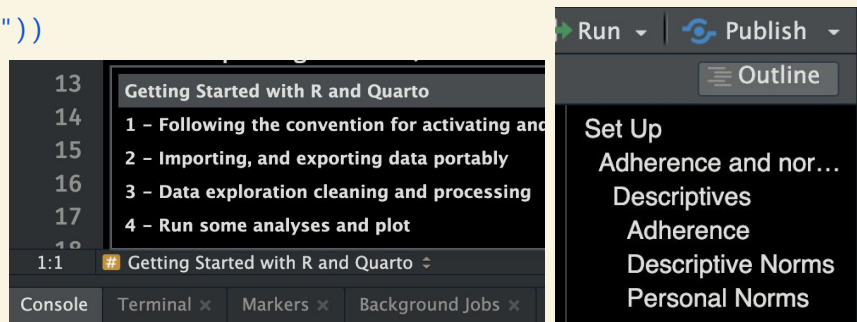 "))
13
Getting Started with R and Quarto
14
1 – Following the convention for activating and
15
2 – Importing, and exporting data portably
16
3 – Data exploration cleaning and processing
17
4 – Run some analyses and plot
18
1:1 # Getting Started with R and Quarto
Console Terminal × Markers × Background Jobs ×
Run Publish
Outline
Set Up
Adherence and nor...
Descriptives
Adherence
Descriptive Norms
Personal Norms